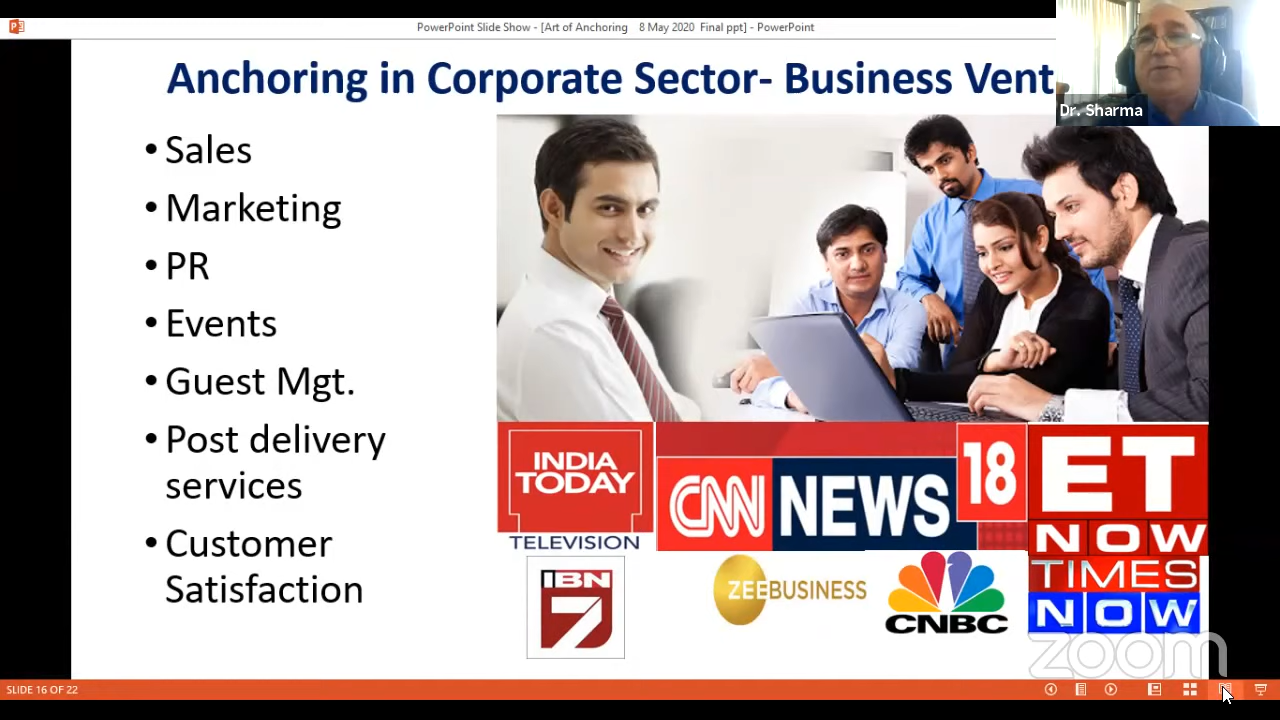 PowerPoint Slide Show - [Art of Anchoring 8 May 2020 Final ppt] - PowerPoint
Anchoring in Corporate Sector- Business Vent
Dr. Sharma
• Sales
• Marketing
• PR
• Events
• Guest Mgt.
• Post delivery
services
• Customer
Satisfaction
INDIA
TODAY
TELEVISION
CNN NEWS 18
ET
NOW
TIMES
NOW
IBN
7
ZEEBUSINESS
CNBC
zoom
SLIDE 16 OF 22